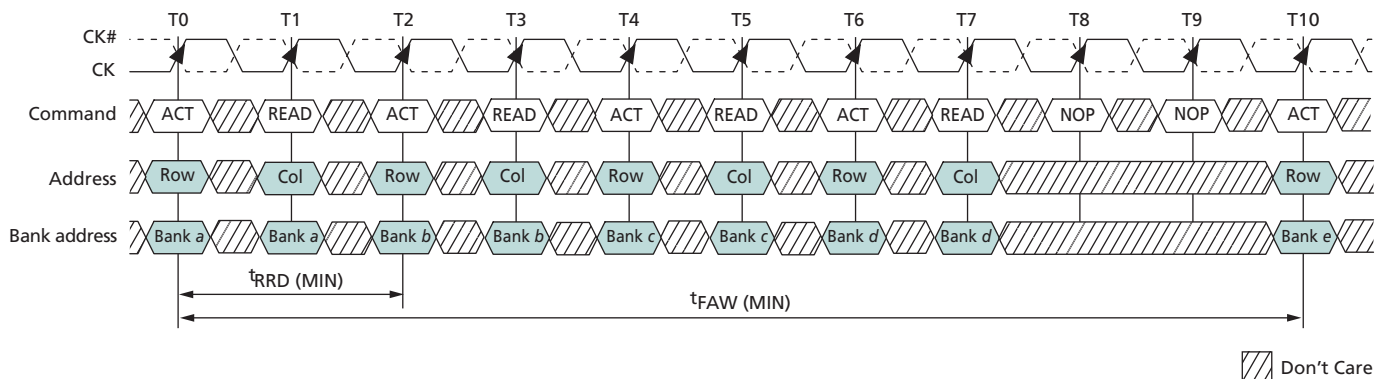 T0 T1 T2 T3 T4 T5 T6 T7 T8 T9 T10
CK#
CK
Command ACT READ ACT READ ACT READ ACT READ NOP NOP ACT
Address Row Col Row Col Row Col Row Col Row
Bank address Bank a Bank a Bank b Bank b Bank c Bank c Bank d Bank d Bank e
tRRD (MIN)
tFAW (MIN)
Don't Care